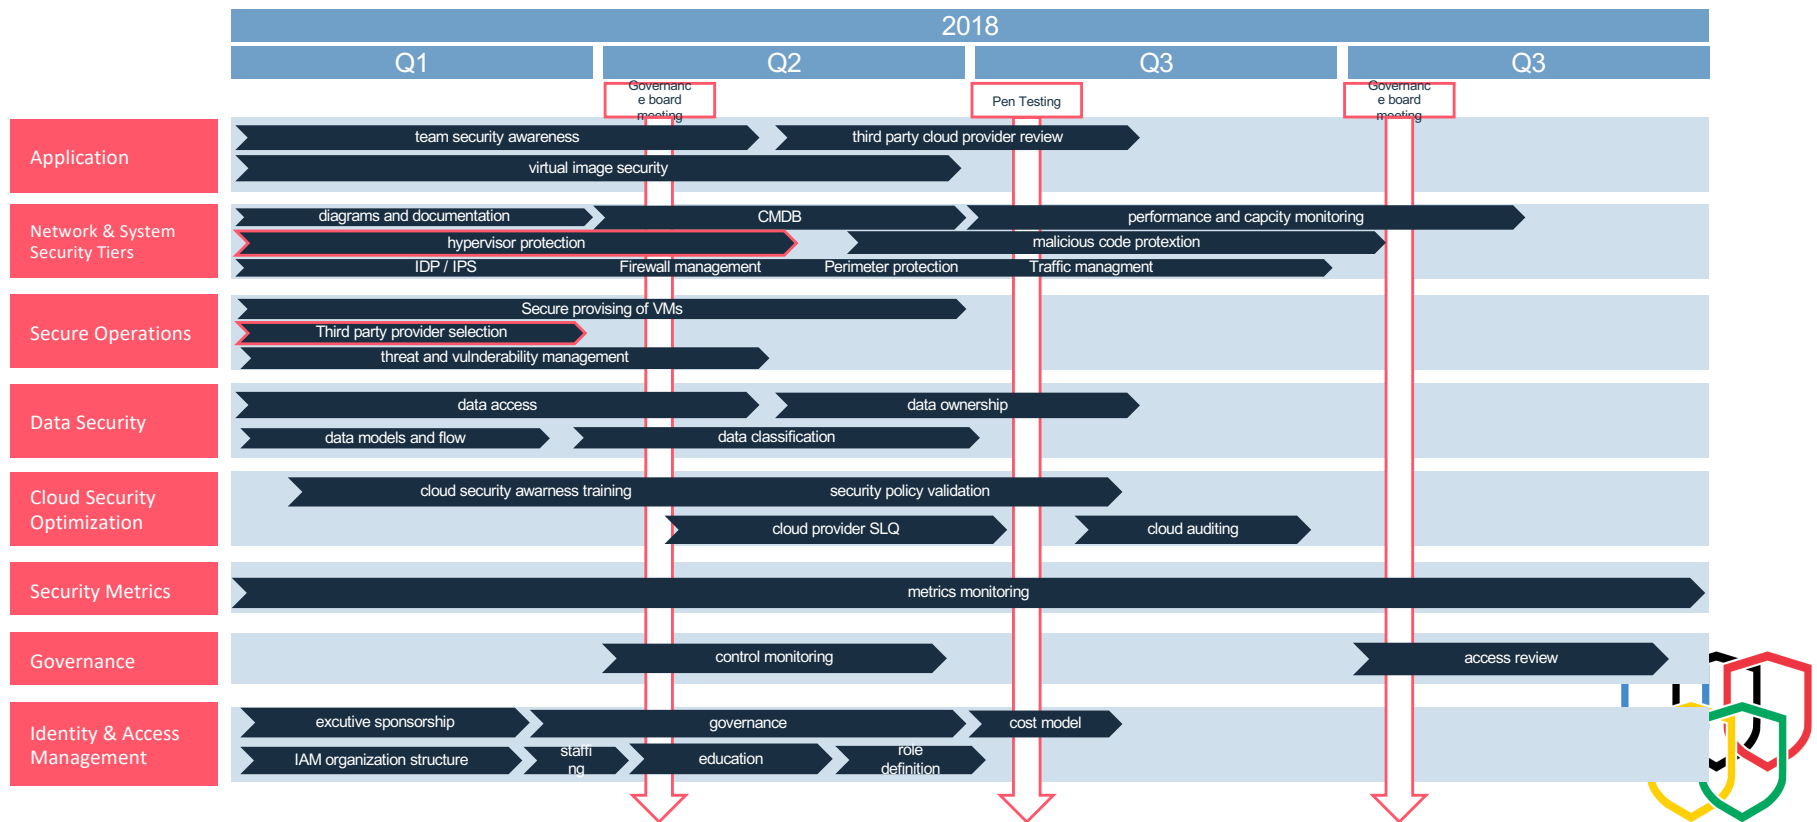 2018
Q1
Q2
Q3
Q3
Governanc
e board
meeting
Pen Testing
Governanc
e board
meeting
Application
team security awareness
third party cloud provider review
virtual image security
Network & System
Security Tiers
diagrams and documentation
CMDB
performance and capcity monitoring
hypervisor protection
malicious code protextion
IDP / IPS
Firewall management
Perimeter protection
Traffic managment
Secure Operations
Secure provising of VMs
Third party provider selection
threat and vulnderability management
Data Security
data access
data ownership
data models and flow
data classification
Cloud Security
Optimization
cloud security awarness training
security policy validation
cloud provider SLQ
cloud auditing
Security Metrics
metrics monitoring
Governance
control monitoring
access review
Identity & Access
Management
excutive sponsorship
governance
cost model
IAM organization structure
staffi
ng
education
role
definition